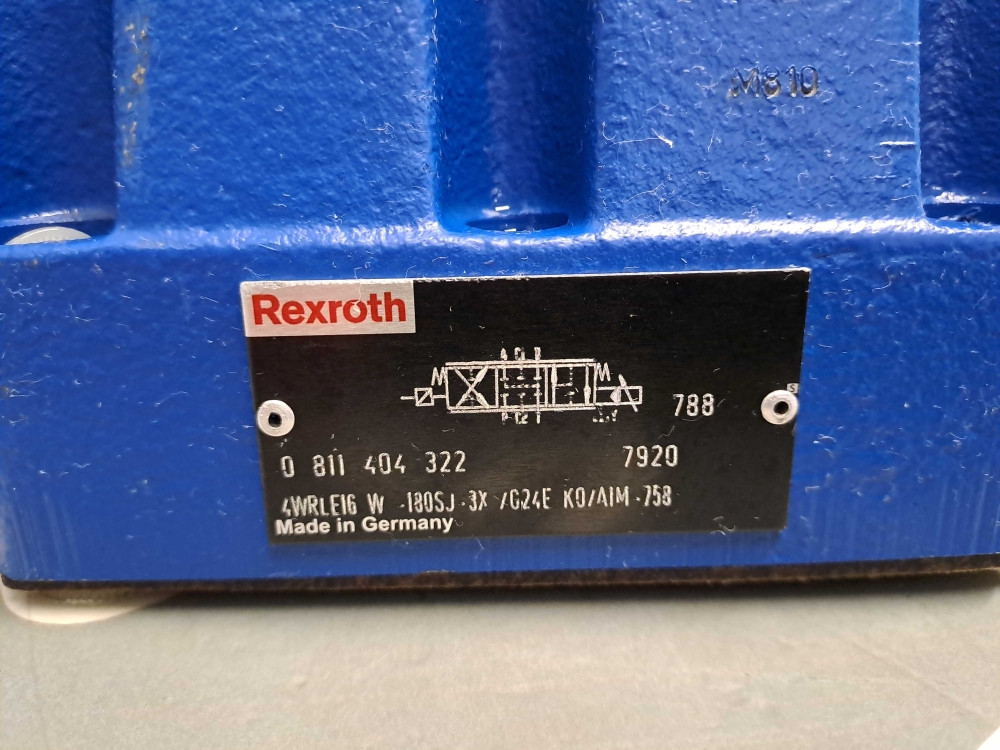 M810
Rexroth
788
0 811 404 322 7920
4WRLE16 W -180SJ-3X /G24E K0/A1M-758
Made in Germany
S